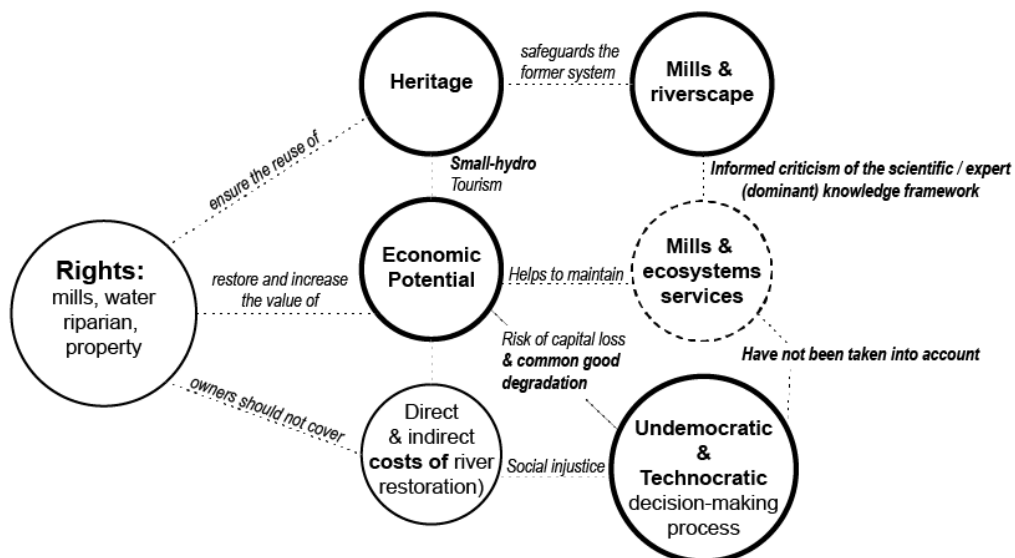 Heritage
safeguards the
former system
Mills &
riverscape
ensure the reuse of
Small-hydro
Tourism
Informed criticism of the scientific / expert
(dominant) knowledge framework
Rights:
mills, water
riparian,
property
restore and increase
the value of
Economic
Potential
Helps to maintain
Mills &
ecosystems
services
Risk of capital loss
& common good
degradation
Have not been taken into account
owners should not cover
Direct
& indirect
costs of river
restoration)
Social injustice
Undemocratic
&
Technocratic
decision-making
process